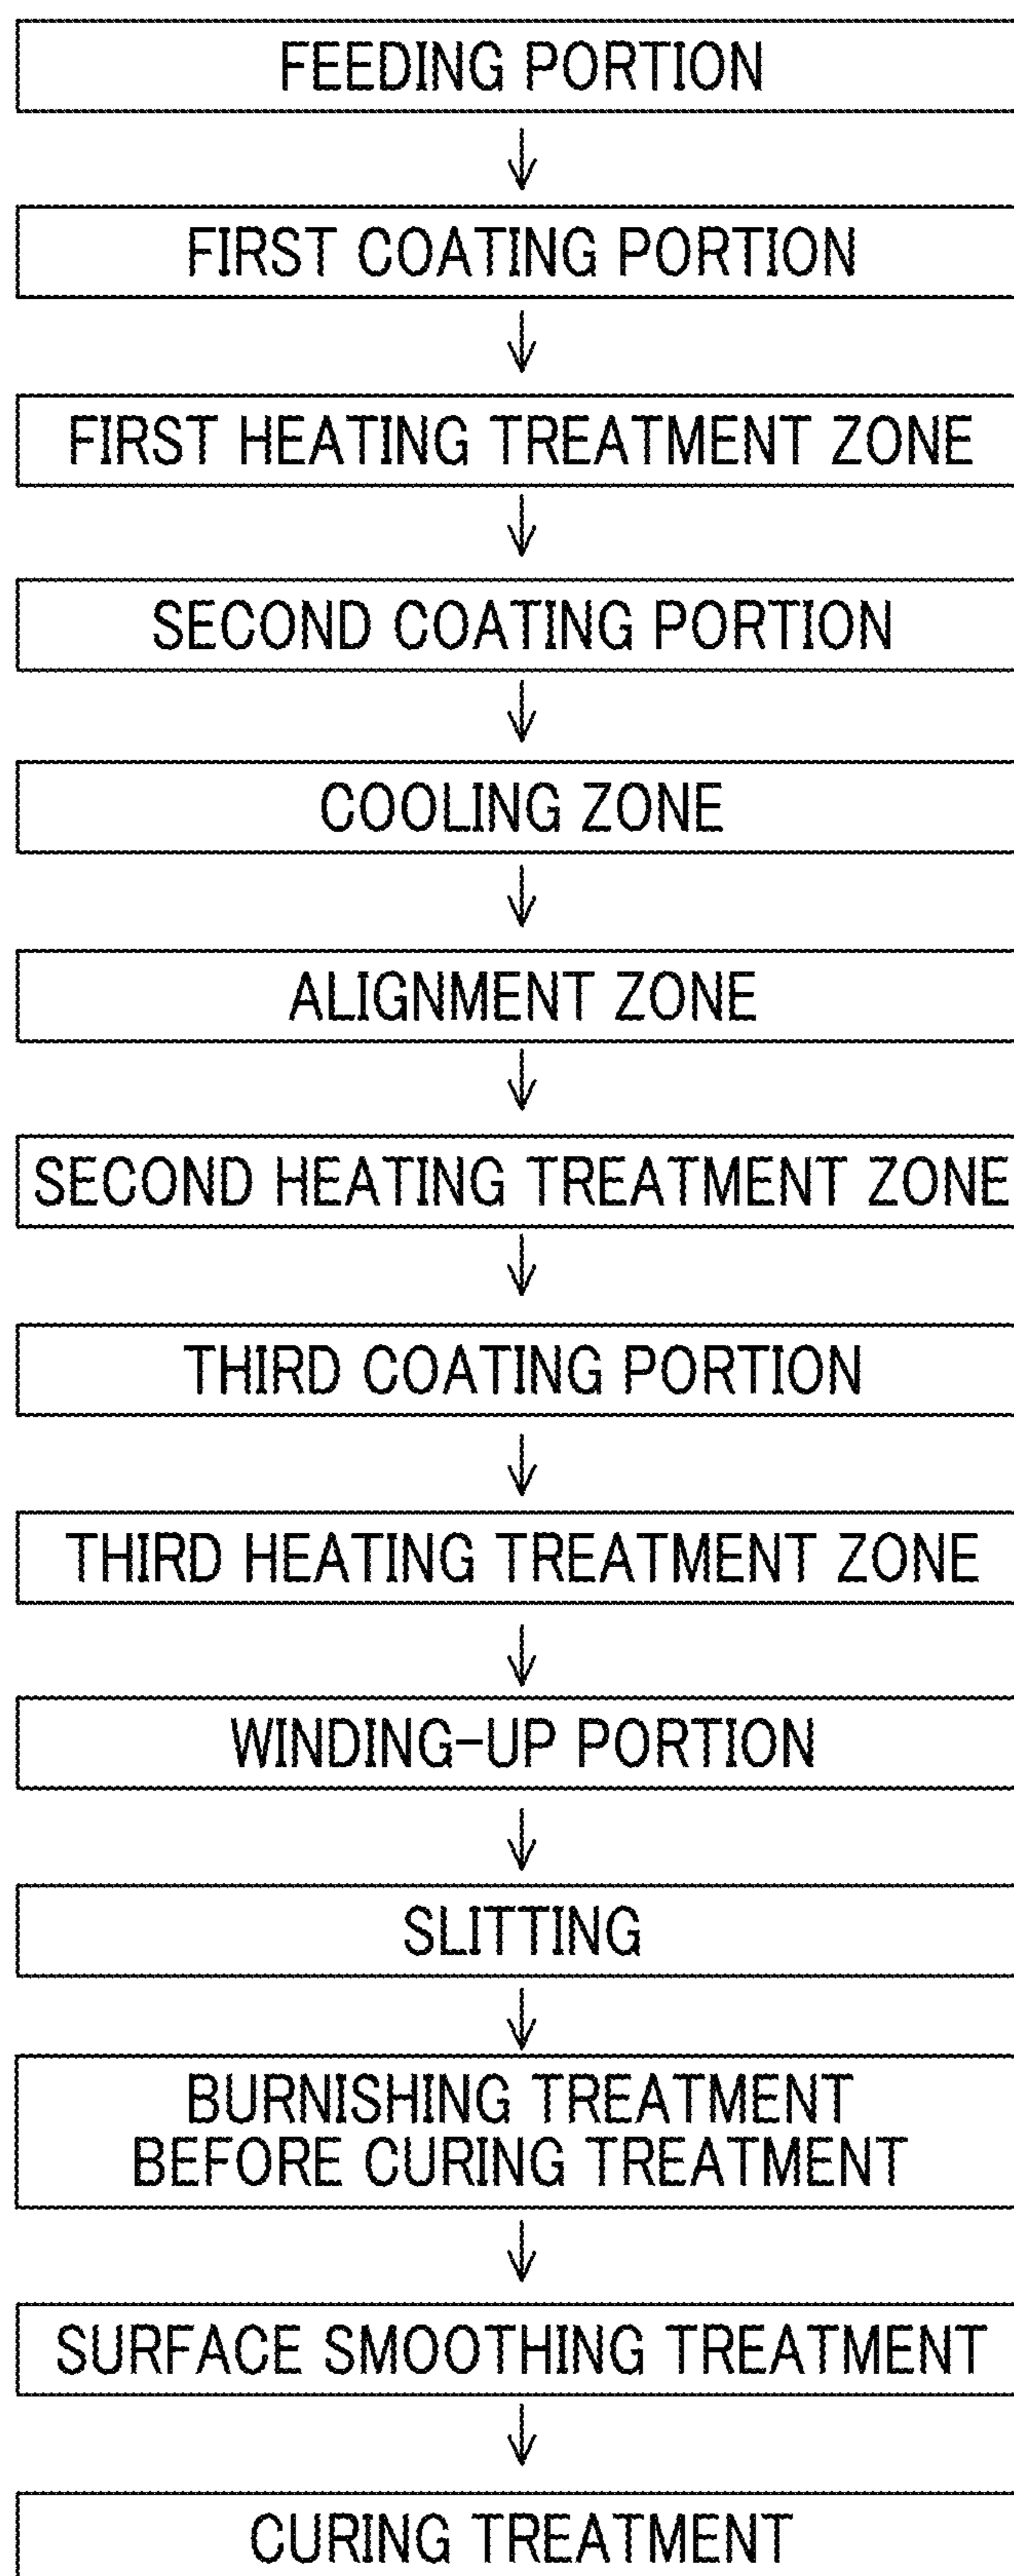 FEEDING PORTION
FIRST COATING PORTION
FIRST HEATING TREATMENT ZONE
SECOND COATING PORTION
COOLING ZONE
ALIGNMENT ZONE
SECOND HEATING TREATMENT ZONE
THIRD COATING PORTION
THIRD HEATING TREATMENT ZONE
WINDING-UP PORTION
SLITTING
BURNISHING TREATMENT
BEFORE CURING TREATMENT
SURFACE SMOOTHING TREATMENT
CURING TREATMENT